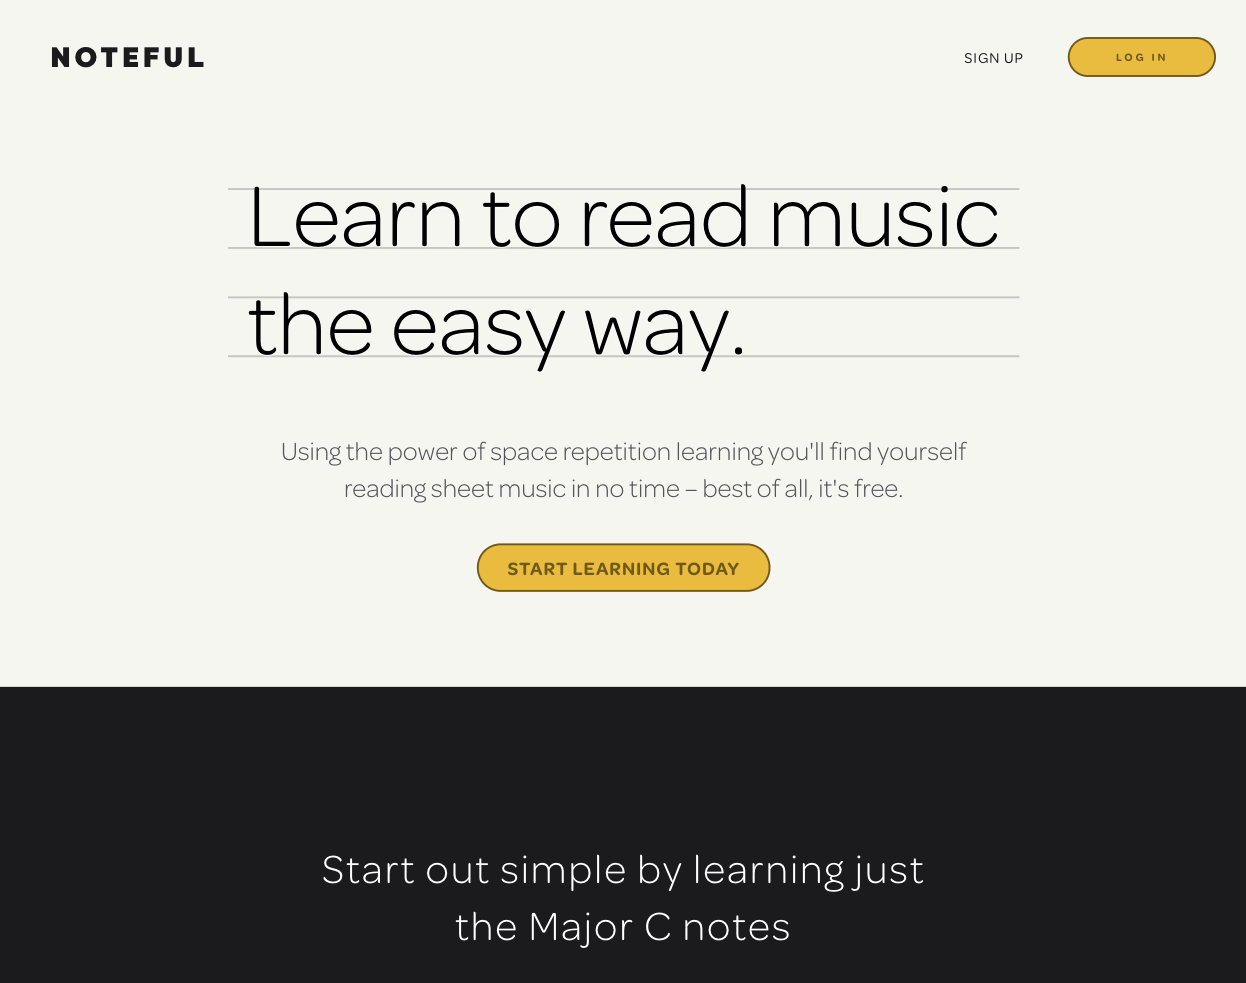 NOTEFUL
SIGN UP
LOG IN
Learn to read music
the easy way.
Using the power of space repetition learning you'll find yourself
reading sheet music in no time – best of all, it's free.
START LEARNING TODAY
Start out simple by learning just
the Major C notes